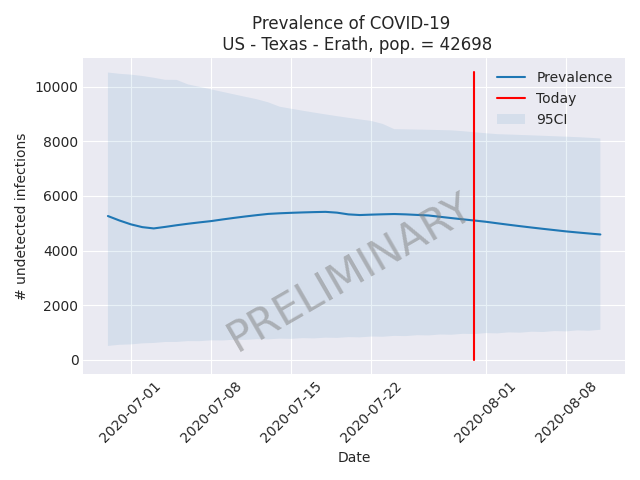 Prevalence of COVID-19
US - Texas - Erath, pop. = 42698
Prevalence
Today
95CI
# undetected infections
10000
8000
6000
4000
2000
0
PRELIMINARY
2020-07-01
2020-07-08
2020-07-15
2020-07-22
2020-08-01
2020-08-08
Date